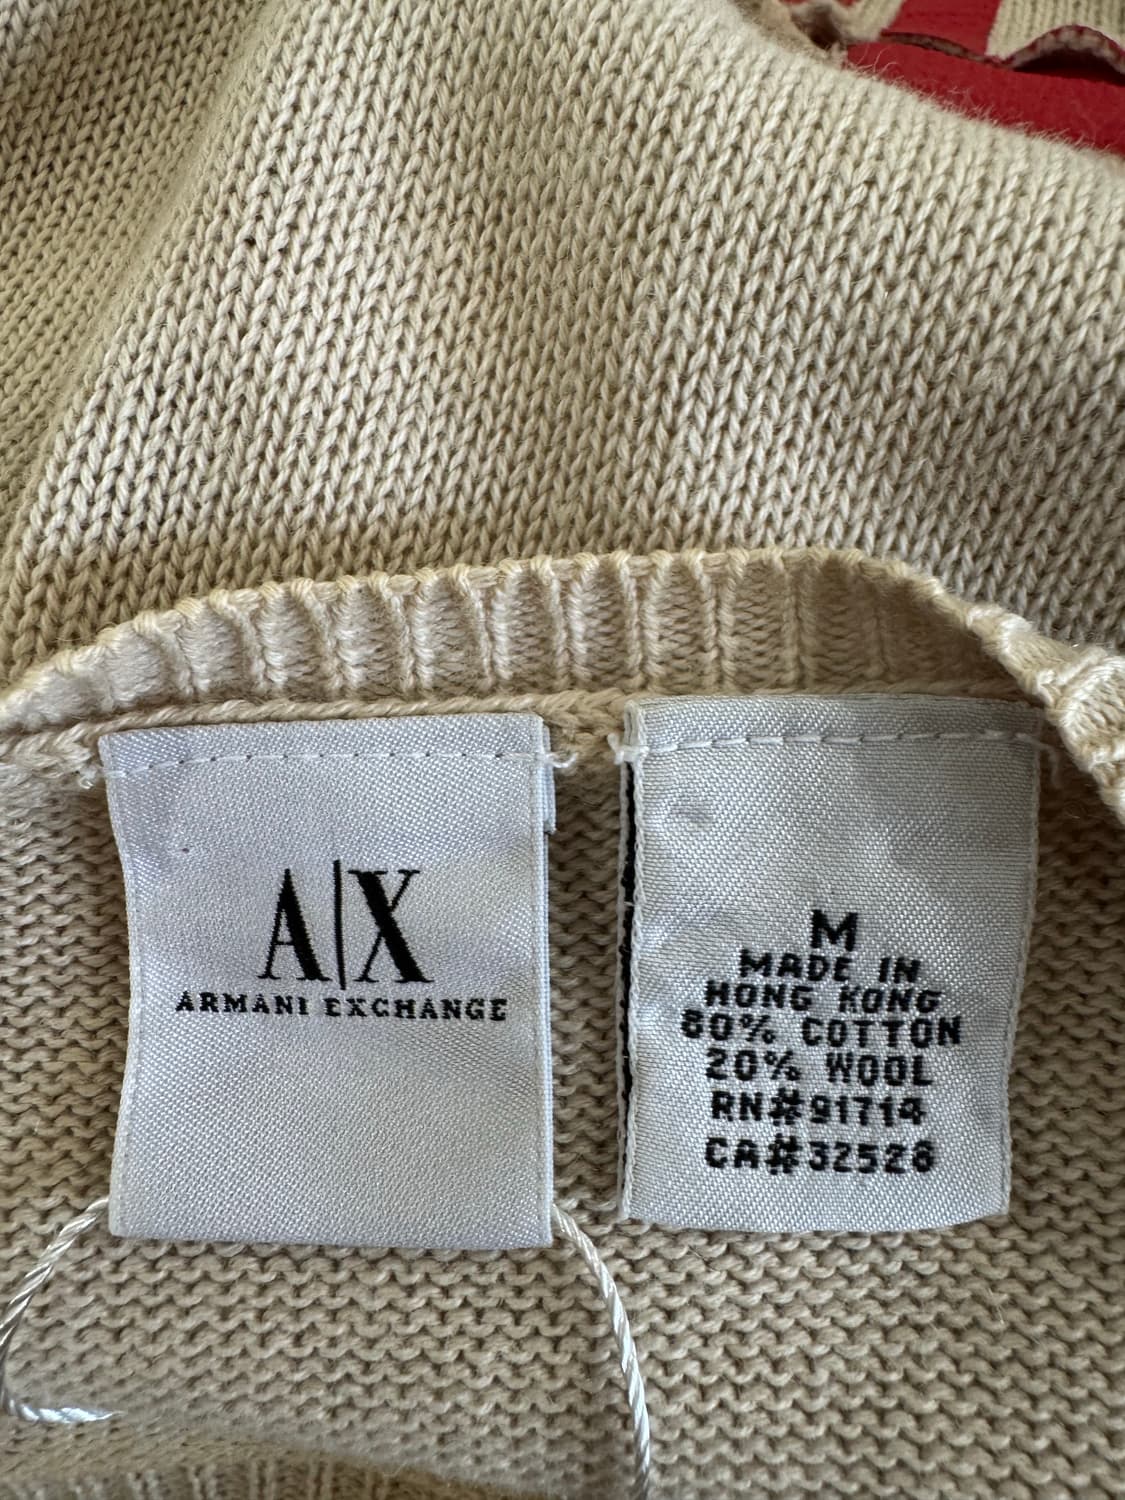 A|X
ARMANI EXCHANGE
M
MADE IN
HONG KONG
80% COTTON
20% WOOL
RN#91714
CA#32526